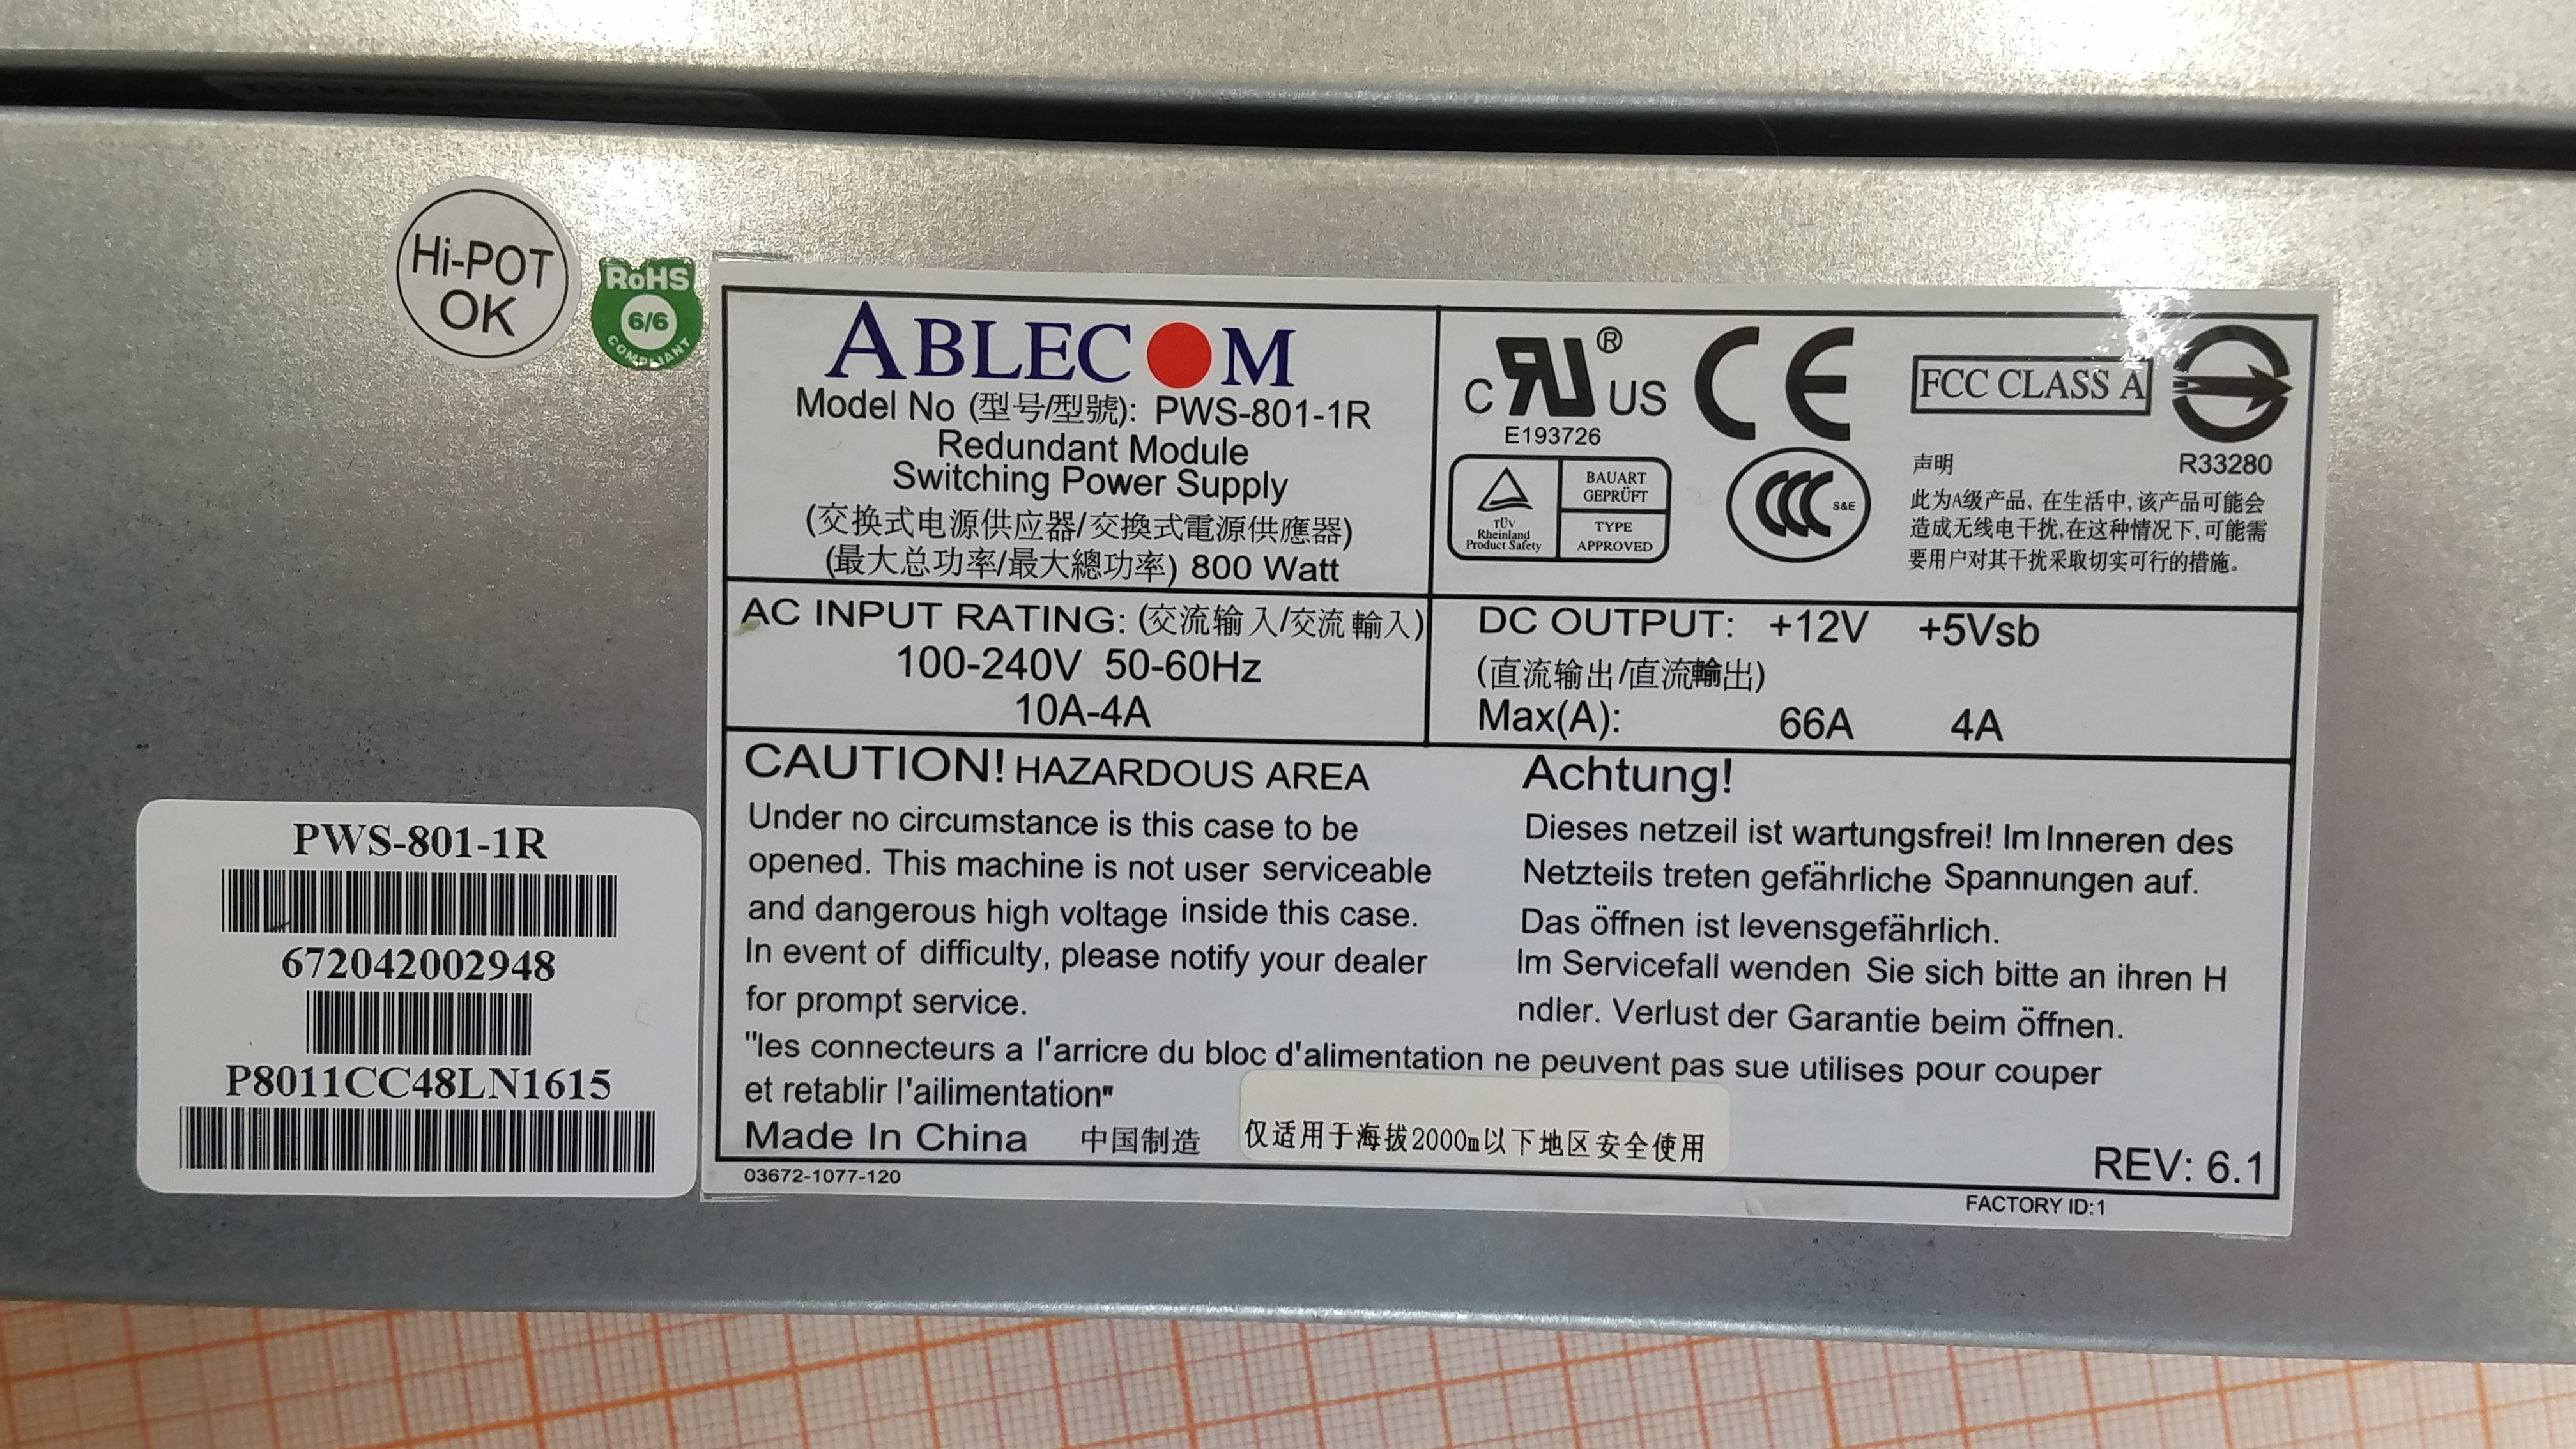 Hi-POT
OK
RoHS
6/6
COMPLIANT
ABLECOM
Model No (型号/型號): PWS-801-1R
Redundant Module
Switching Power Supply
(交换式电源供应器/交換式電源供應器)
(最大总功率/最大總功率) 800 Watt
C RU ® US
E193726
CE
FCC CLASS A
R33280
TÜV
Rheinland
Product Safety
BAUART
GEPRÜFT
TYPE
APPROVED
CCC S&E
声明
此为A级产品, 在生活中, 该产品可能会
造成无线电干扰, 在这种情况下, 可能需
要用户对其干扰采取切实可行的措施。
AC INPUT RATING: (交流输入/交流輸入)
100-240V 50-60Hz
10A-4A
DC OUTPUT: +12V +5Vsb
(直流输出/直流輸出)
Max(A): 66A 4A
CAUTION! HAZARDOUS AREA
Under no circumstance is this case to be
opened. This machine is not user serviceable
and dangerous high voltage inside this case.
In event of difficulty, please notify your dealer
for prompt service.
Achtung!
Dieses netzeil ist wartungsfrei! Im Inneren des
Netzteils treten gefährliche Spannungen auf.
Das öffnen ist levensgefährlich.
Im Servicefall wenden Sie sich bitte an ihren H
ndler. Verlust der Garantie beim öffnen.
"les connecteurs a l'arricre du bloc d'alimentation ne peuvent pas sue utilises pour couper
et retablir l'ailimentation"
Made In China 中国制造
仅适用于海拔2000m以下地区安全使用
REV: 6.1
03672-1077-120
FACTORY ID:1
PWS-801-1R
672042002948
P8011CC48LN1615